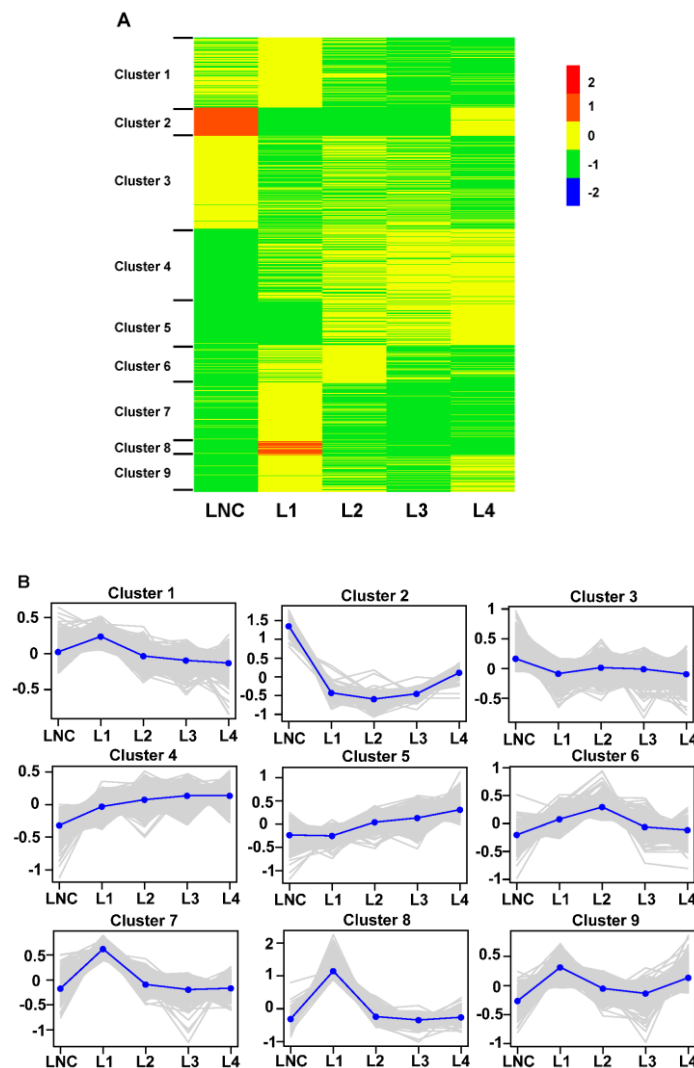 A
Cluster 1
Cluster 2
Cluster 3
Cluster 4
Cluster 5
Cluster 6
Cluster 7
Cluster 8
Cluster 9
LNC L1 L2 L3 L4
2
1
0
-1
-2
B
Cluster 1
0.5
0
-0.5
LNC L1 L2 L3 L4
Cluster 2
1.5
1
0.5
0
-0.5
-1
LNC L1 L2 L3 L4
Cluster 3
1
0.5
0
-0.5
LNC L1 L2 L3 L4
Cluster 4
0.5
0
-0.5
-1
LNC L1 L2 L3 L4
Cluster 5
1
0.5
0
-0.5
-1
LNC L1 L2 L3 L4
Cluster 6
1
0.5
0
-0.5
-1
LNC L1 L2 L3 L4
Cluster 7
0.5
0
-0.5
-1
LNC L1 L2 L3 L4
Cluster 8
2
1
0
-1
LNC L1 L2 L3 L4
Cluster 9
1
0.5
0
-0.5
LNC L1 L2 L3 L4